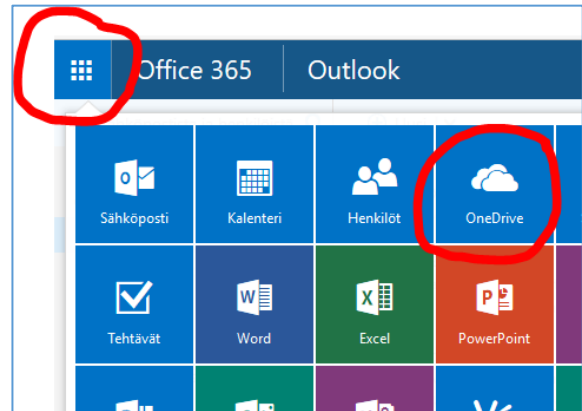 Office 365 Outlook
Sähköposti Kalenteri Henkilöt OneDrive
Tehtävät Word Excel PowerPoint